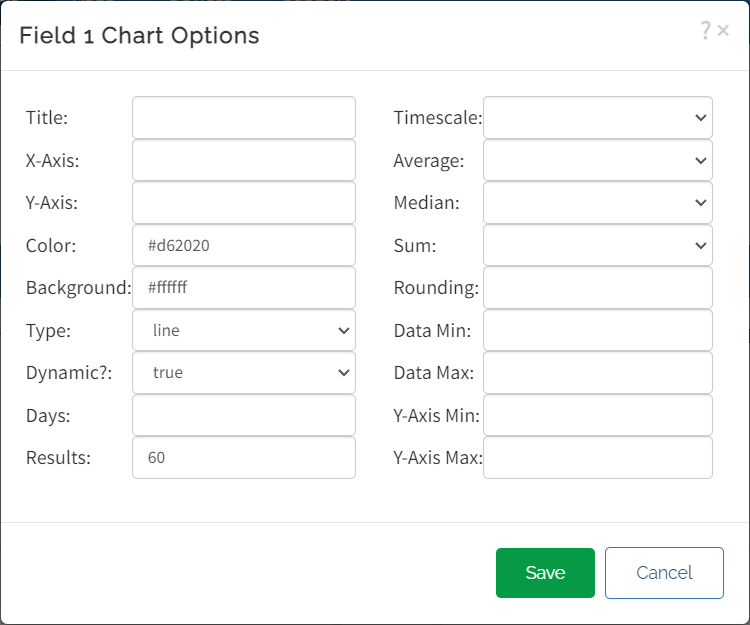 Field 1 Chart Options
? ×
Title:
X-Axis:
Y-Axis:
Color: #d62020
Background: #ffffff
Type: line
Dynamic?: true
Days:
Results: 60
Timescale:
Average:
Median:
Sum:
Rounding:
Data Min:
Data Max:
Y-Axis Min:
Y-Axis Max:
Save Cancel